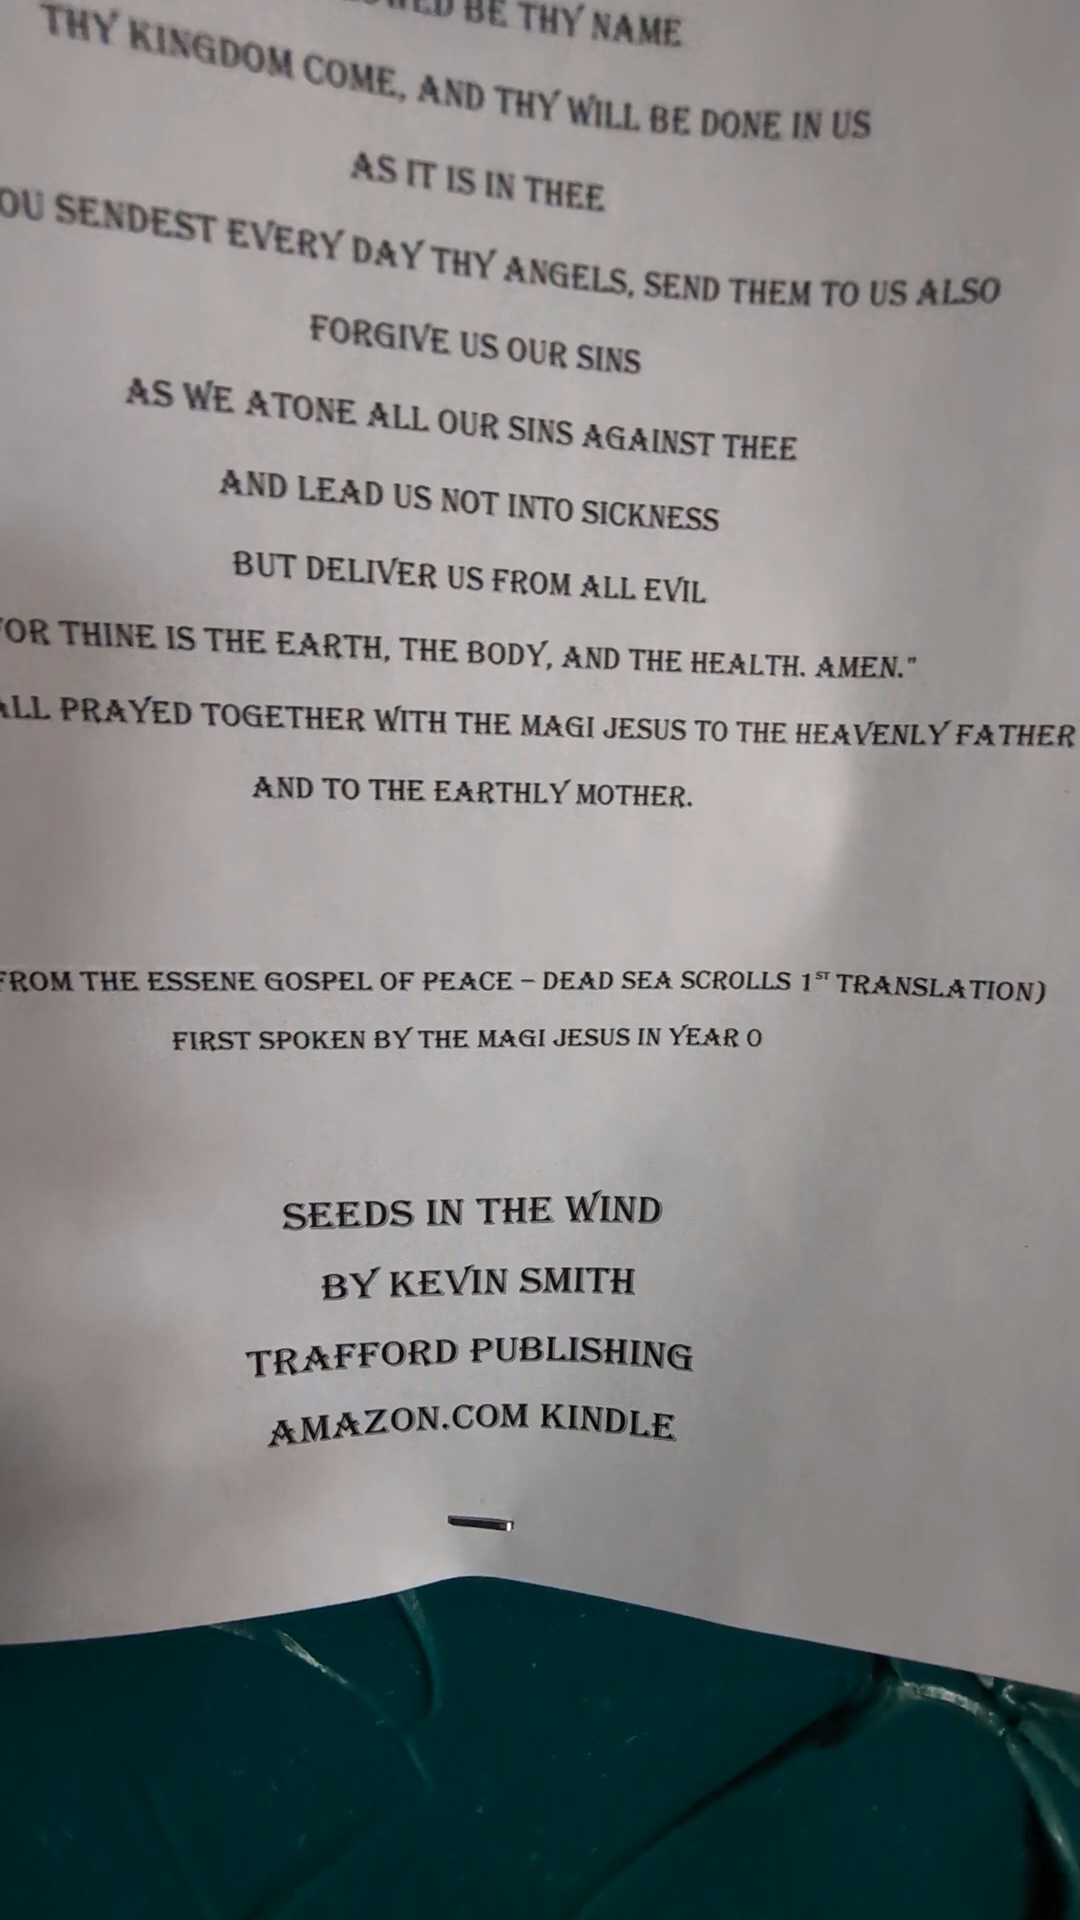 BE THY NAME
THY KINGDOM COME, AND THY WILL BE DONE IN US
AS IT IS IN THEE
OU SENDEST EVERY DAY THY ANGELS, SEND THEM TO US ALSO
FORGIVE US OUR SINS
AS WE ATONE ALL OUR SINS AGAINST THEE
AND LEAD US NOT INTO SICKNESS
BUT DELIVER US FROM ALL EVIL
FOR THINE IS THE EARTH, THE BODY, AND THE HEALTH. AMEN."
ALL PRAYED TOGETHER WITH THE MAGI JESUS TO THE HEAVENLY FATHER
AND TO THE EARTHLY MOTHER.
FROM THE ESSENE GOSPEL OF PEACE – DEAD SEA SCROLLS 1ST TRANSLATION)
FIRST SPOKEN BY THE MAGI JESUS IN YEAR 0
SEEDS IN THE WIND
BY KEVIN SMITH
TRAFFORD PUBLISHING
AMAZON.COM KINDLE